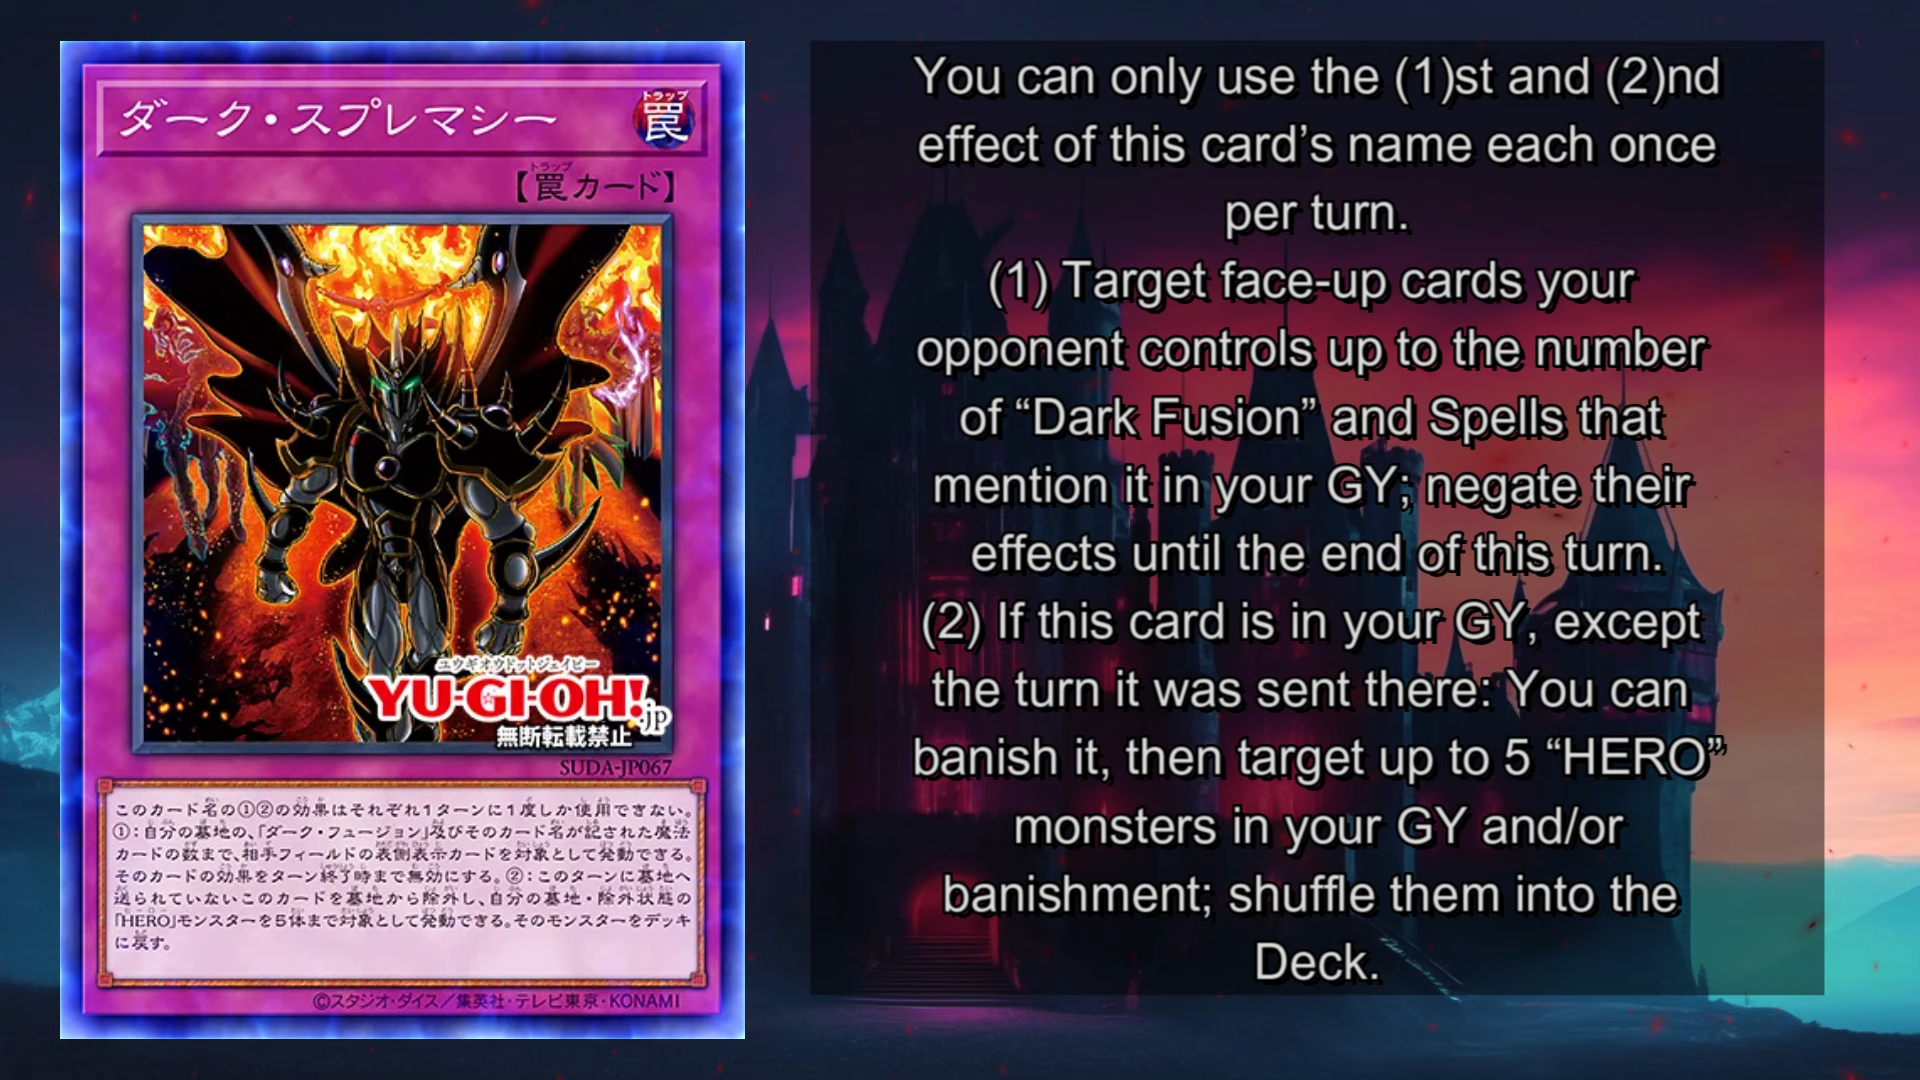 ダーク・スプレマシー
トラップ
罠
トラップ
【罠カード】
ユウギオウドットジェイピー
YU-GI-OH!.jp
無断転載禁止
SUDA-JP067
このカード名の①②の効果はそれぞれ1ターンに1度しか使用できない。
①：自分の墓地の、「ダーク・フュージョン」及びそのカード名が記された魔法
カードの数まで、相手フィールドの表側表示カードを対象として発動できる。
そのカードの効果をターン終了時まで無効にする。②：このターンに墓地へ
送られていないこのカードを墓地から除外し、自分の墓地・除外状態の
「HERO」モンスターを5体まで対象として発動できる。そのモンスターをデッキ
に戻す。
©スタジオ・ダイス／集英社・テレビ東京・KONAMI
You can only use the (1)st and (2)nd
effect of this card’s name each once
per turn.
(1) Target face-up cards your
opponent controls up to the number
of “Dark Fusion” and Spells that
mention it in your GY; negate their
effects until the end of this turn.
(2) If this card is in your GY, except
the turn it was sent there: You can
banish it, then target up to 5 “HERO”
monsters in your GY and/or
banishment; shuffle them into the
Deck.